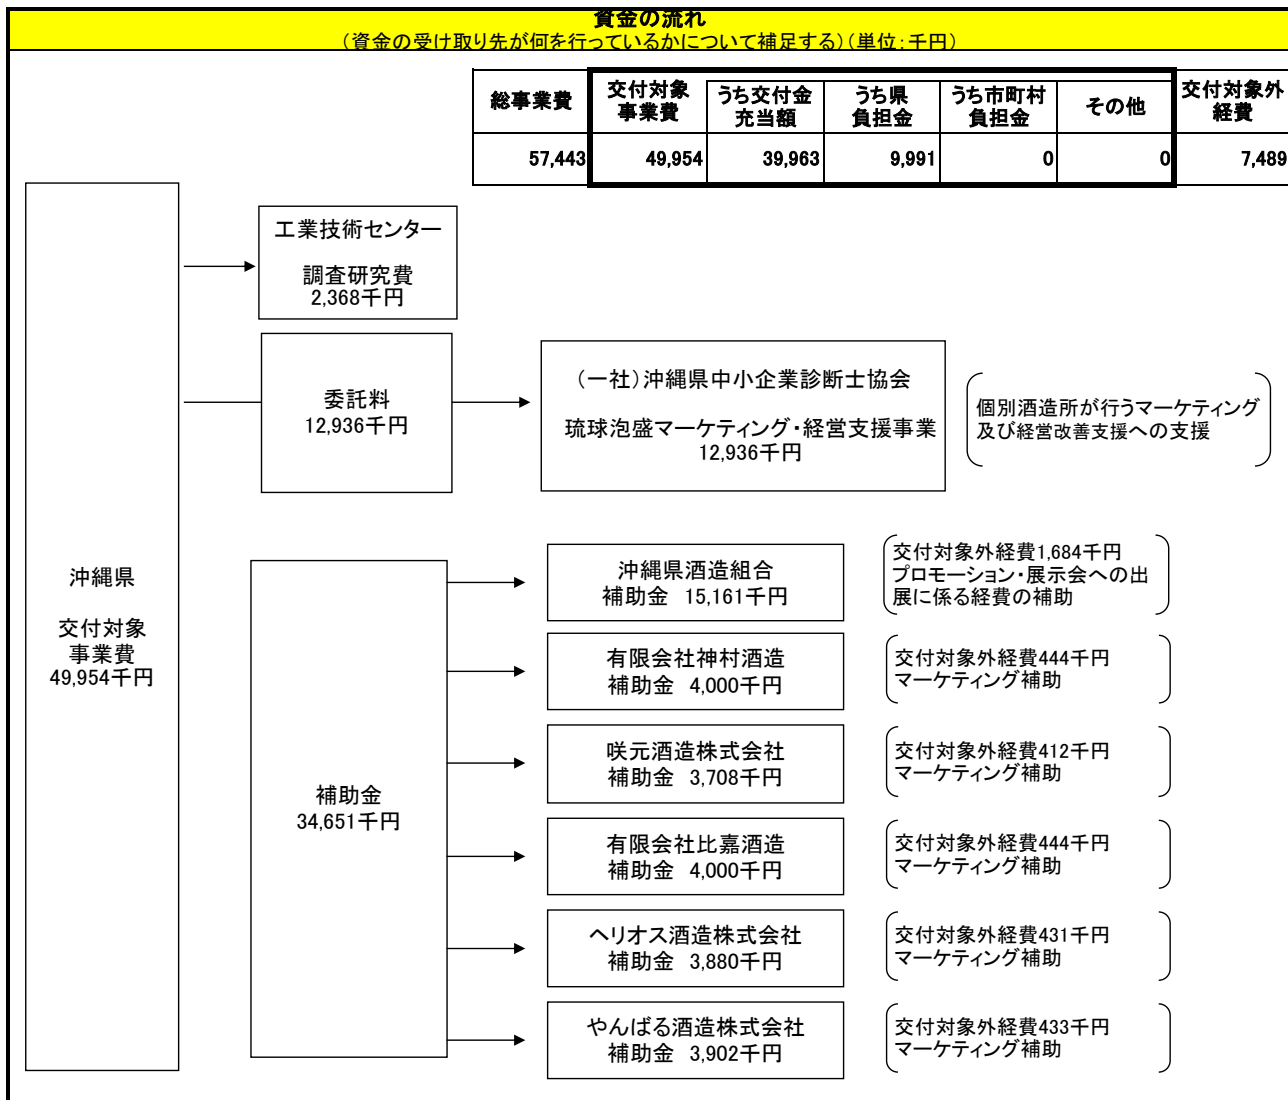 資金の流れ
（資金の受け取り先が何を行っているかについて補足する）（単位：千円）
総事業費
交付対象
事業費
うち交付金
充当額
うち県
負担金
うち市町村
負担金
その他
交付対象外
経費
57,443
49,954
39,963
9,991
0
0
7,489
沖縄県
交付対象
事業費
49,954千円
工業技術センター
調査研究費
2,368千円
委託料
12,936千円
（一社）沖縄県中小企業診断士協会
琉球泡盛マーケティング・経営支援事業
12,936千円
個別酒造所が行うマーケティング
及び経営改善支援への支援
補助金
34,651千円
沖縄県酒造組合
補助金 15,161千円
交付対象外経費1,684千円
プロモーション・展示会への出
展に係る経費の補助
有限会社神村酒造
補助金 4,000千円
交付対象外経費444千円
マーケティング補助
咲元酒造株式会社
補助金 3,708千円
交付対象外経費412千円
マーケティング補助
有限会社比嘉酒造
補助金 4,000千円
交付対象外経費444千円
マーケティング補助
ヘリオス酒造株式会社
補助金 3,880千円
交付対象外経費431千円
マーケティング補助
やんばる酒造株式会社
補助金 3,902千円
交付対象外経費433千円
マーケティング補助